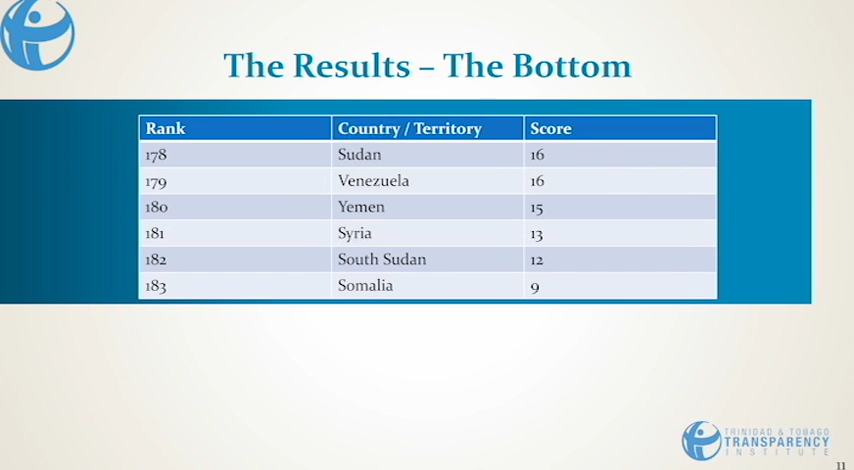 The Results – The Bottom
Rank Country / Territory Score
178 Sudan 16
179 Venezuela 16
180 Yemen 15
181 Syria 13
182 South Sudan 12
183 Somalia 9
TRINIDAD & TOBAGO
TRANSPARENCY
INSTITUTE
11